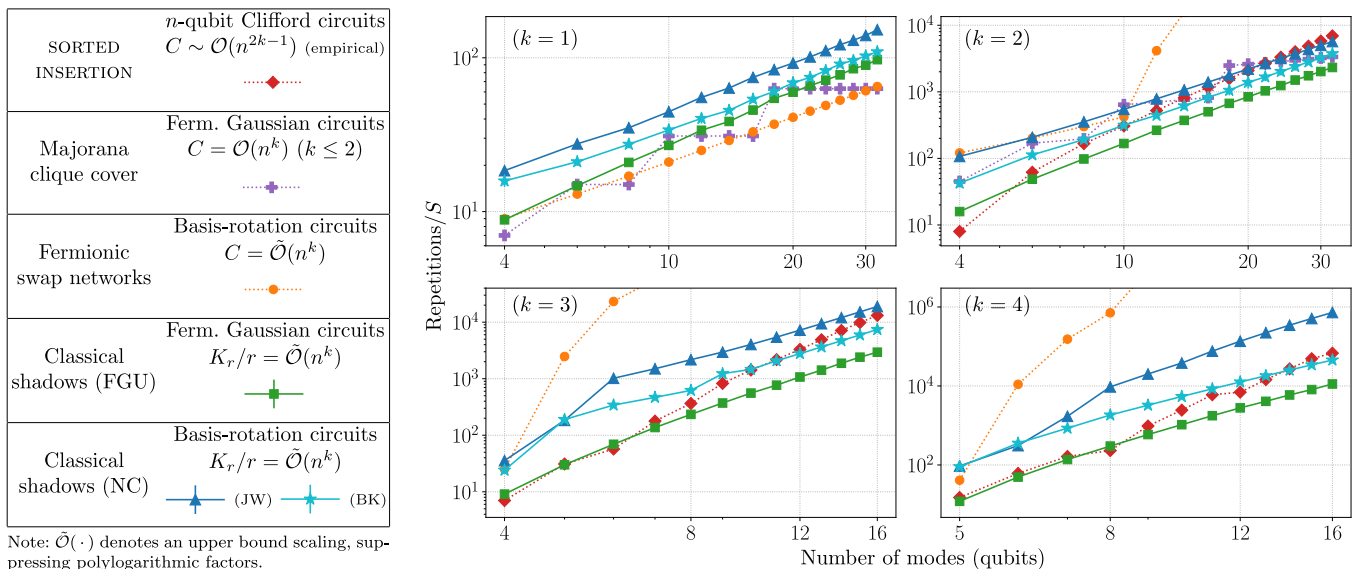 SORTED INSERTION
n-qubit Clifford circuits
C ∼ O(n^{2k−1}) (empirical)
Majorana
clique cover
Ferm. Gaussian circuits
C = O(n^k) (k ≤ 2)
Fermionic
swap networks
Basis-rotation circuits
C = Õ(n^k)
Classical
shadows (FGU)
Ferm. Gaussian circuits
K_r/r = Õ(n^k)
Classical
shadows (NC)
Basis-rotation circuits
K_r/r = Õ(n^k)
(JW) (BK)
Note: Õ(·) denotes an upper bound scaling, sup-
pressing polylogarithmic factors.
Repetitions/S
(k = 1)
10^2
10^1
4 10 20 30
(k = 2)
10^4
10^3
10^2
10^1
4 10 20 30
(k = 3)
10^4
10^3
10^2
10^1
4 8 12 16
(k = 4)
10^6
10^4
10^2
5 8 12 16
Number of modes (qubits)